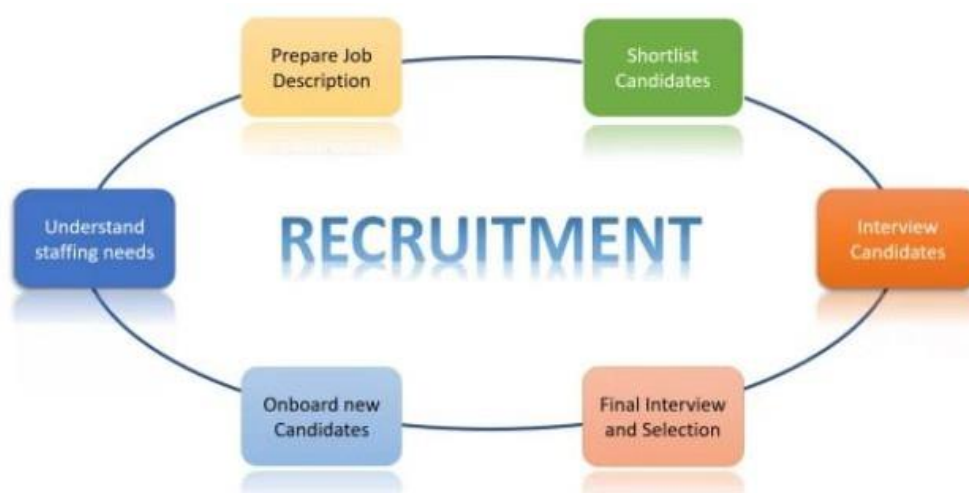 Prepare Job
Description
Shortlist
Candidates
Understand
staffing needs
RECRUITMENT
Interview
Candidates
Onboard new
Candidates
Final Interview
and Selection